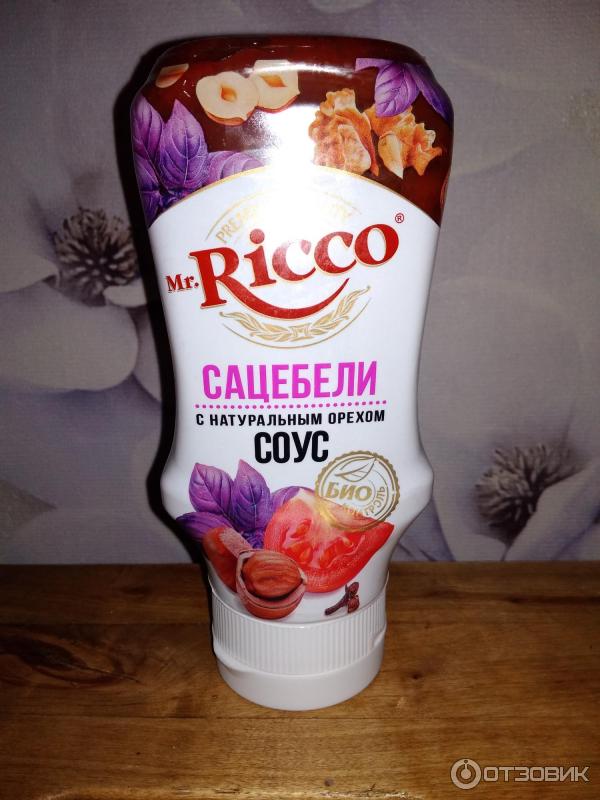 Mr. Ricco®
САЦЕБЕЛИ
С НАТУРАЛЬНЫМ ОРЕХОМ
СОУС
БИО
ОТЗОВИК